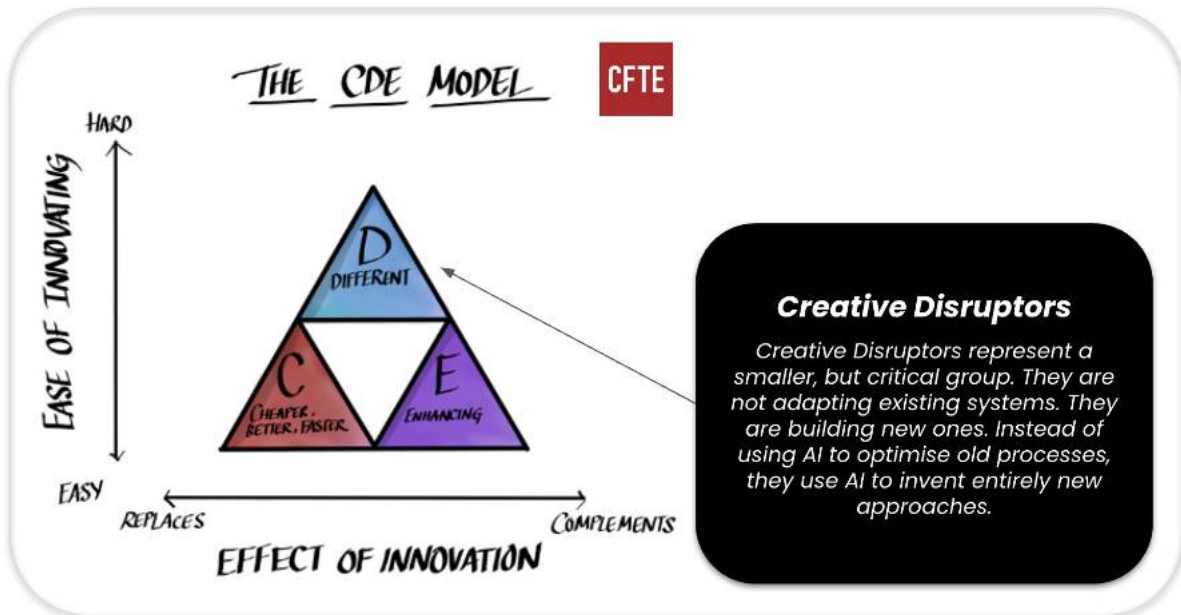 THE CDE MODEL
CFTE
HARD
EASE OF INNOVATING
D
DIFFERENT
C
CHEAPER,
BETTER, FASTER
E
ENHANCING
EASY
REPLACES
COMPLEMENTS
EFFECT OF INNOVATION
Creative Disruptors
Creative Disruptors represent a
smaller, but critical group. They are
not adapting existing systems. They
are building new ones. Instead of
using AI to optimise old processes,
they use AI to invent entirely new
approaches.